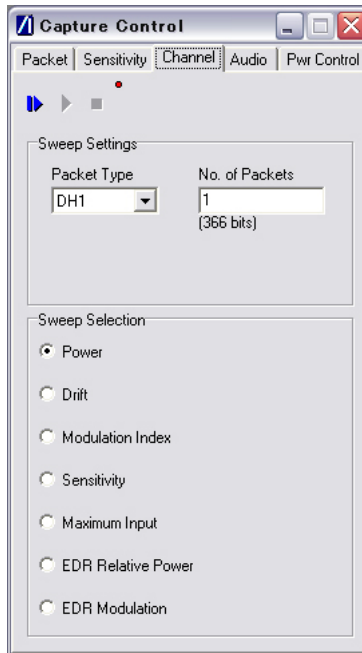 Capture Control
Packet Sensitivity Channel Audio Pwr Control
Sweep Settings
Packet Type No. of Packets
DH1 1
(366 bits)
Sweep Selection
Power
Drift
Modulation Index
Sensitivity
Maximum Input
EDR Relative Power
EDR Modulation